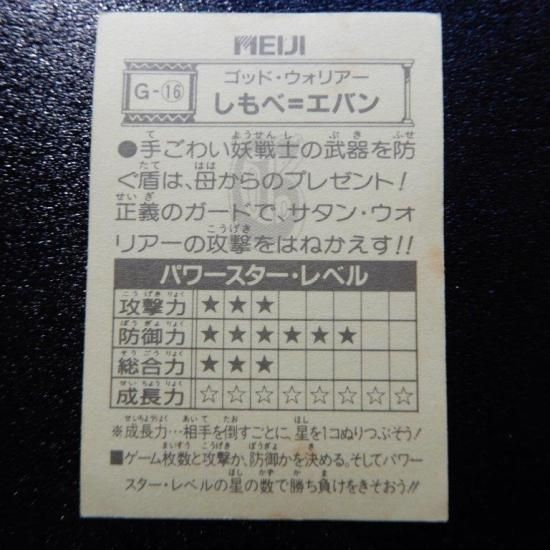 MEIJI
G-⑯
ゴッド・ウォリアー
しもべ=エバン
●手ごわい妖戦士の武器を防
ぐ盾は、母からのプレゼント!
正義のガードで、サタン・ウォ
リアーの攻撃をはねかえす!!
パワースター・レベル
攻撃力 ★★★
防御力 ★★★★★★
総合力 ★★★
成長力 ☆☆☆☆☆☆☆☆
※成長力…相手を倒すごとに、星を1コぬりつぶそう!
■ゲーム枚数と攻撃か、防御かを決める。そしてパワー
スター・レベルの星の数で勝ち負けをきそおう!!